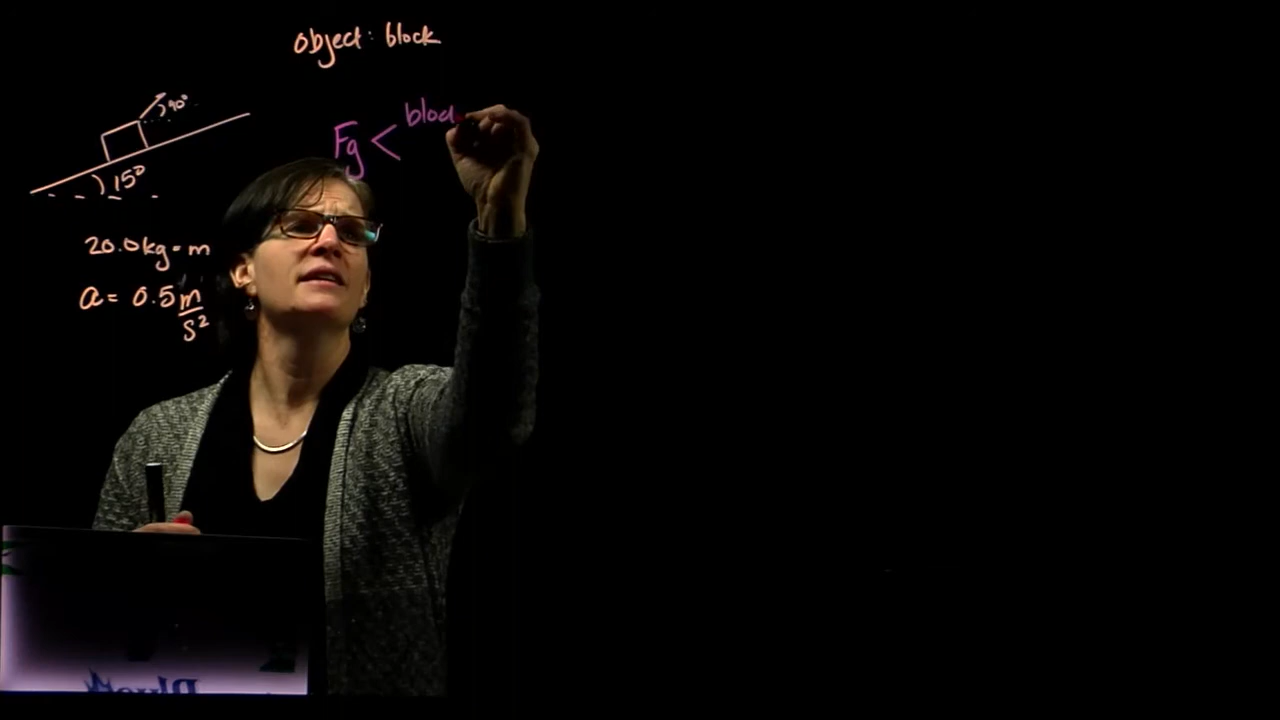 object: block
90°
Fg < bloc
15°
20.0kg = m
a = 0.5 m/s²